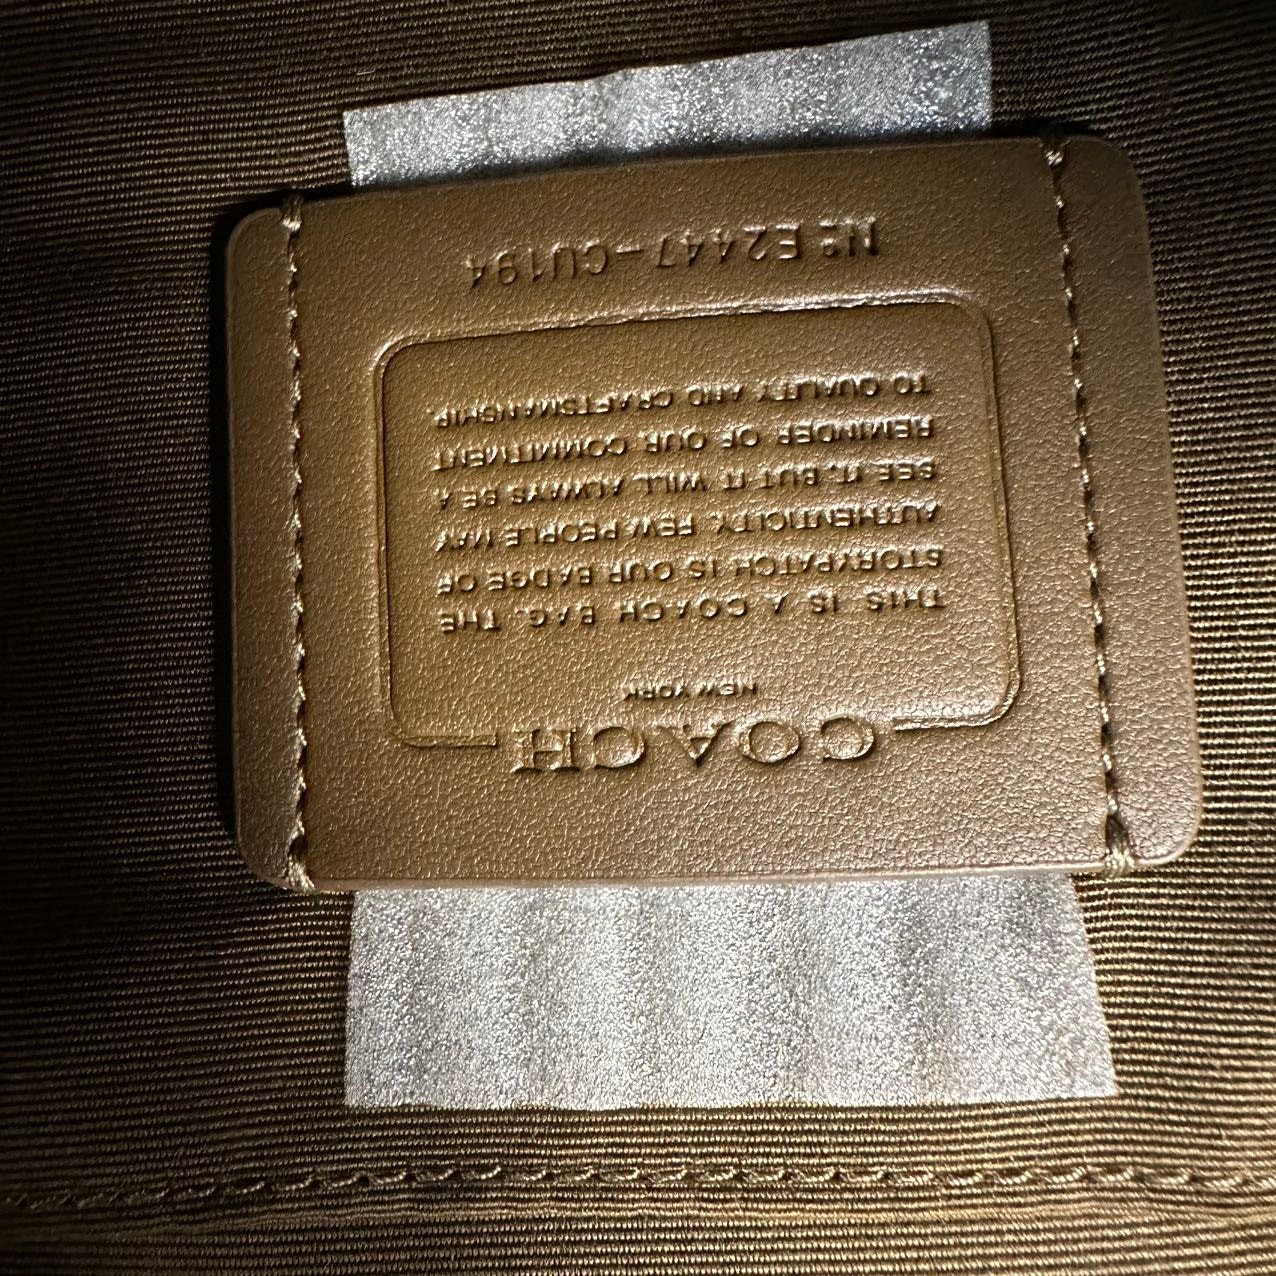 COACH
NEW YORK
THIS IS A COACH BAG. THE
STORYPATCH IS OUR BADGE OF
AUTHENTICITY. FEW PEOPLE MAY
SEE IT, BUT IT WILL ALWAYS BE A
REMINDER OF OUR COMMITMENT
TO QUALITY AND CRAFTSMANSHIP.
Nº E2447-CU194